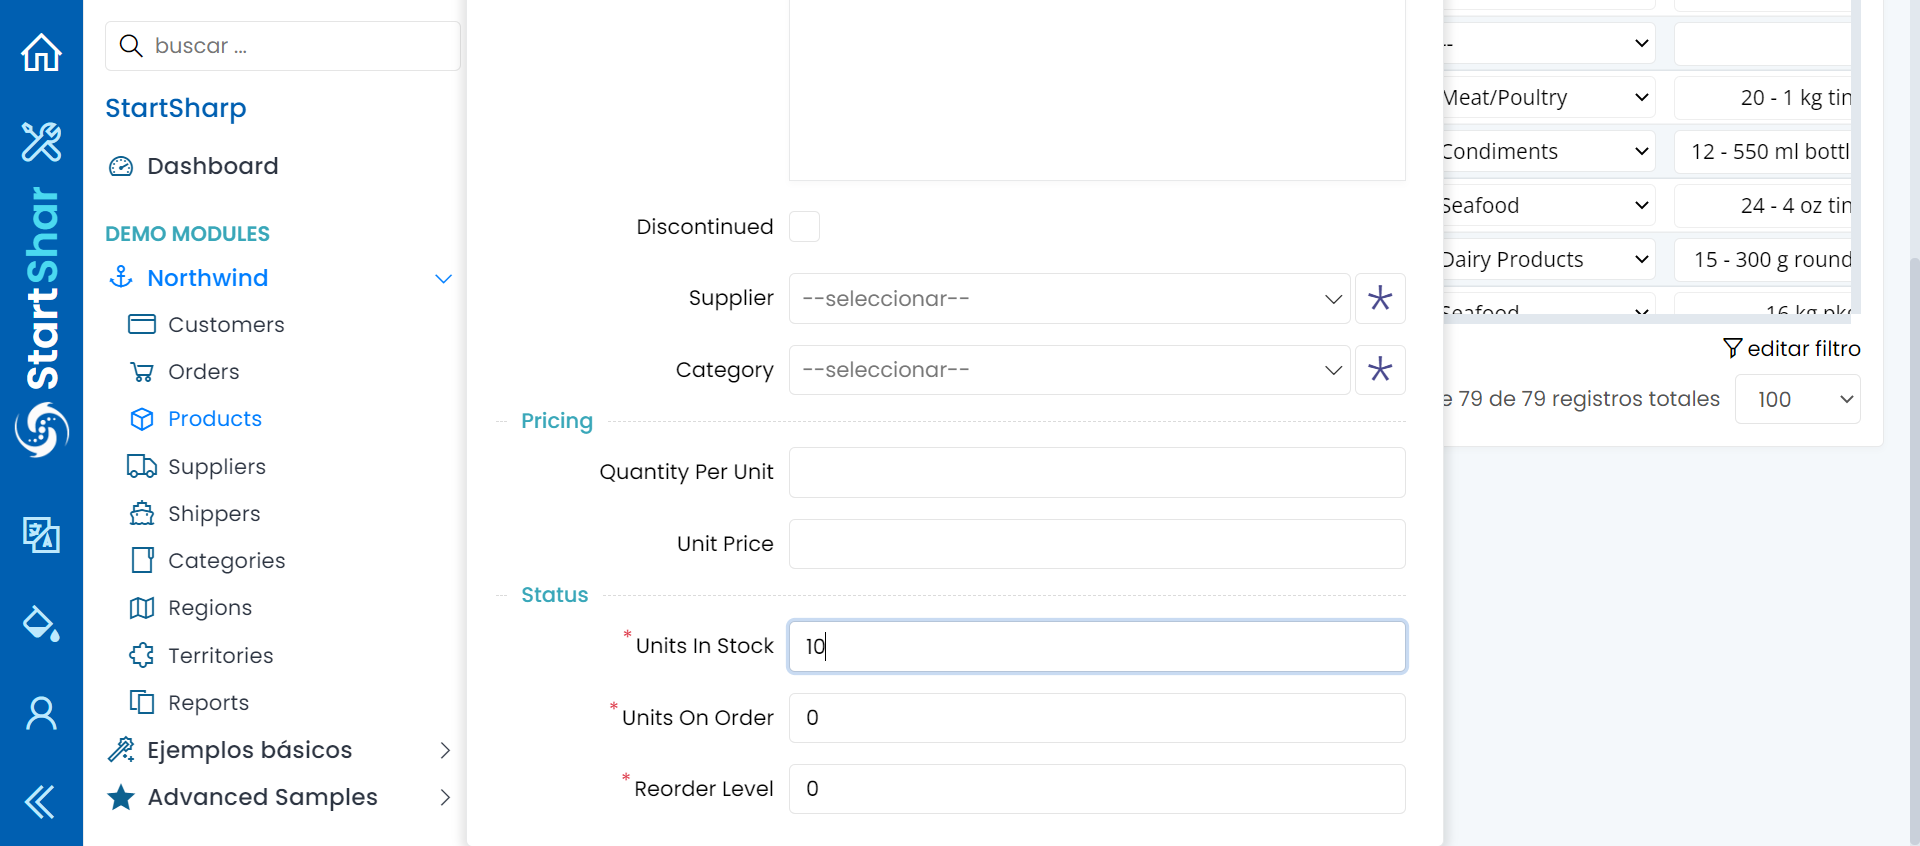 StartShar
buscar ...
StartSharp
Dashboard
DEMO MODULES
Northwind
Customers
Orders
Products
Suppliers
Shippers
Categories
Regions
Territories
Reports
Ejemplos básicos
Advanced Samples
Discontinued
Supplier
--seleccionar--
Category
--seleccionar--
Pricing
Quantity Per Unit
Unit Price
Status
*Units In Stock
10
*Units On Order
0
*Reorder Level
0
--
Meat/Poultry
20 - 1 kg tin
Condiments
12 - 550 ml bottl
Seafood
24 - 4 oz tin
Dairy Products
15 - 300 g round
Seafood
16 kg pkg
editar filtro
e 79 de 79 registros totales
100